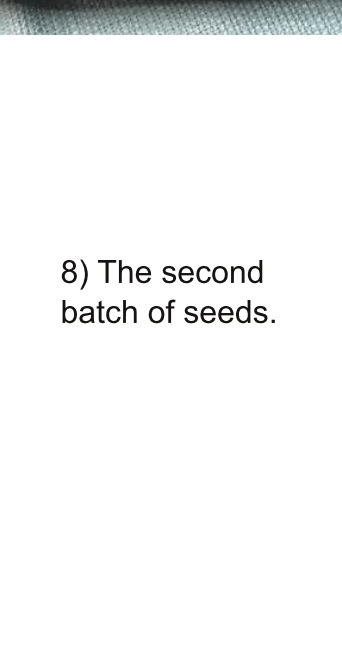 8) The second
batch of seeds.